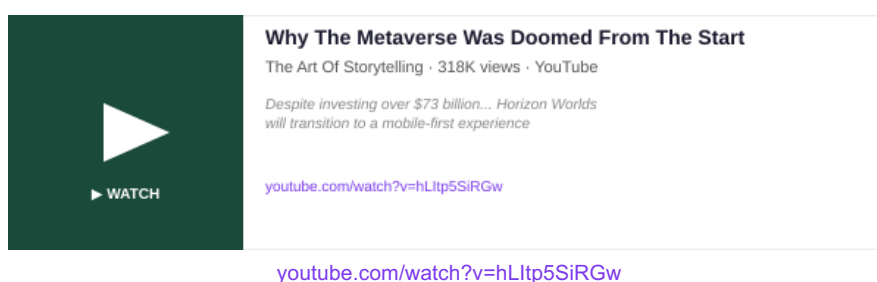 Why The Metaverse Was Doomed From The Start
The Art Of Storytelling · 318K views · YouTube
Despite investing over $73 billion... Horizon Worlds
will transition to a mobile-first experience
▶ WATCH
youtube.com/watch?v=hLItp5SiRGw
youtube.com/watch?v=hLItp5SiRGw